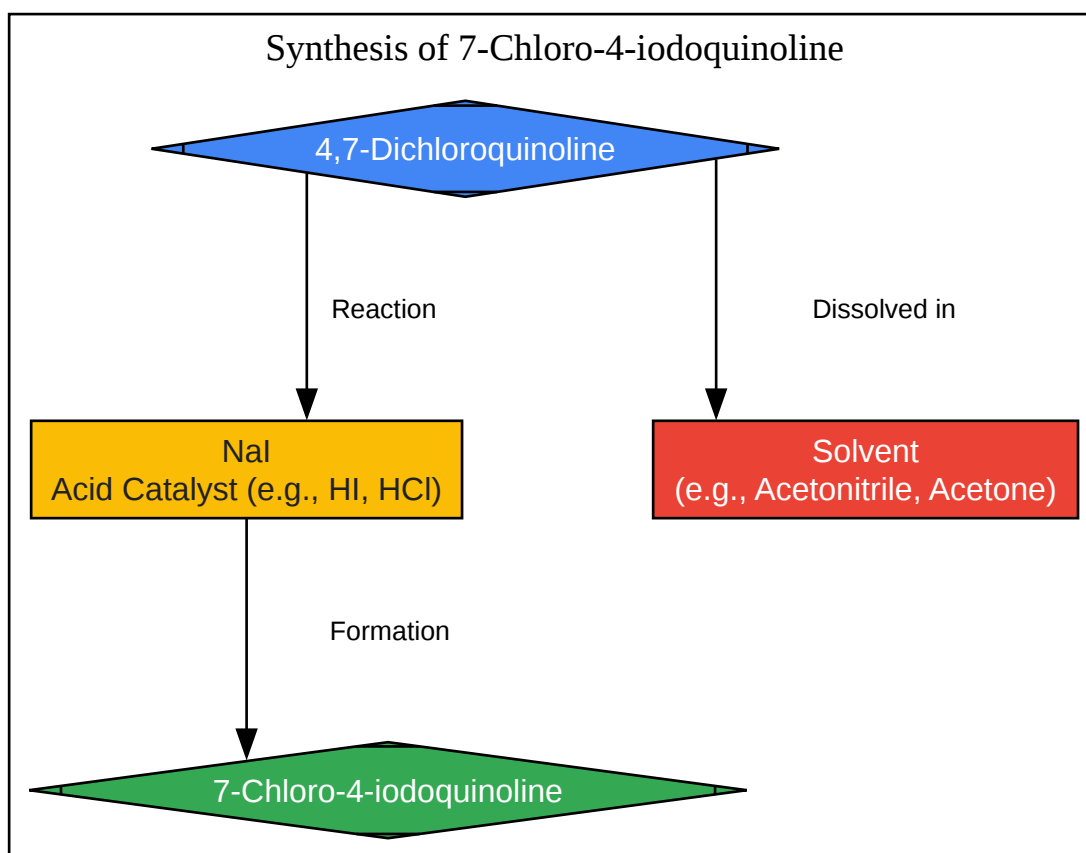 Synthesis of 7-Chloro-4-iodoquinoline
4,7-Dichloroquinoline
Reaction
Dissolved in
NaI
Acid Catalyst (e.g., HI, HCl)
Solvent
(e.g., Acetonitrile, Acetone)
Formation
7-Chloro-4-iodoquinoline